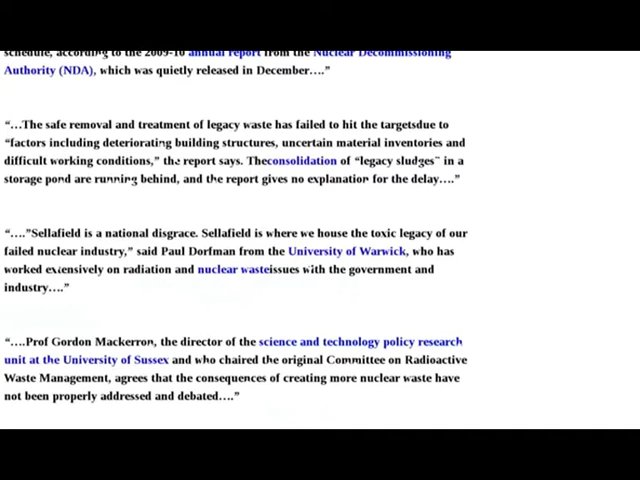 schedule, according to the 2009-10 annual report from the Nuclear Decommissioning
Authority (NDA), which was quietly released in December....”
“...The safe removal and treatment of legacy waste has failed to hit the targetsdue to
“factors including deteriorating building structures, uncertain material inventories and
difficult working conditions,” the report says. Theconsolidation of “legacy sludges” in a
storage pond are running behind, and the report gives no explanation for the delay....”
“....”Sellafield is a national disgrace. Sellafield is where we house the toxic legacy of our
failed nuclear industry,” said Paul Dorfman from the University of Warwick, who has
worked extensively on radiation and nuclear wasteissues with the government and
industry....”
“....Prof Gordon Mackerron, the director of the science and technology policy research
unit at the University of Sussex and who chaired the original Committee on Radioactive
Waste Management, agrees that the consequences of creating more nuclear waste have
not been properly addressed and debated....”